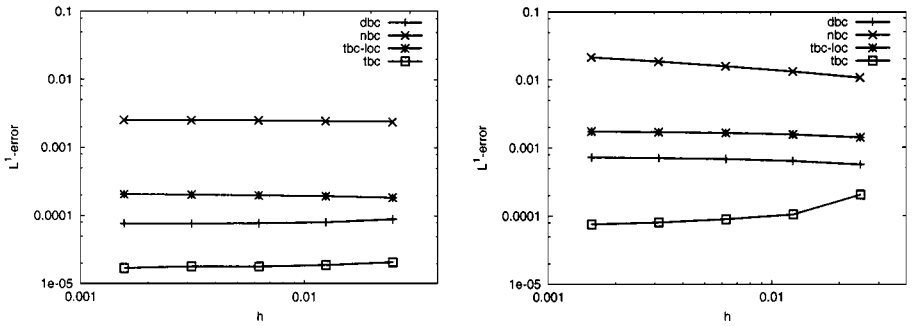 0.1
0.01
0.001
0.0001
1e-05
L¹-error
dbc
nbc
tbc-loc
tbc
0.001
0.01
h
0.1
0.01
0.001
0.0001
1e-05
L¹-error
dbc
nbc
tbc-loc
tbc
0.001
0.01
h